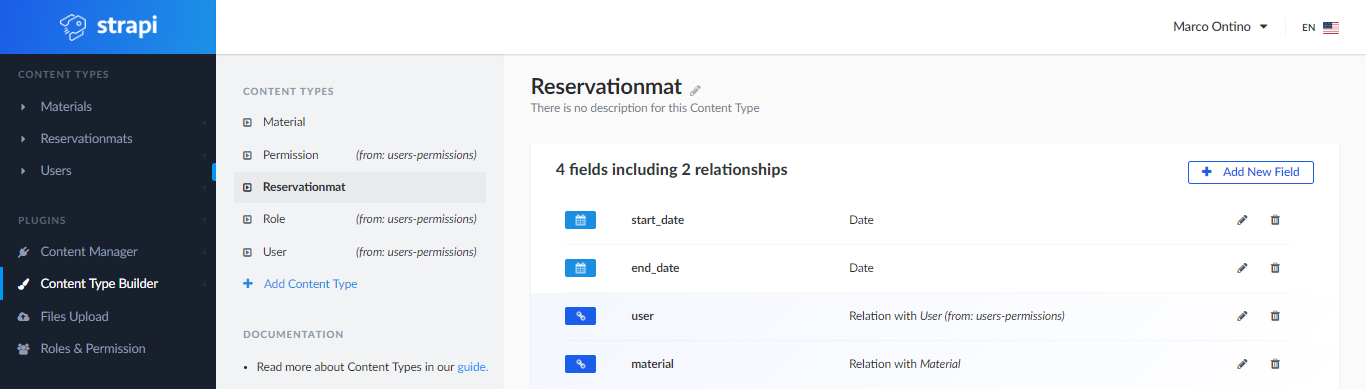 strapi
Marco Ontino
EN
CONTENT TYPES
Materials
Reservationmats
Users
PLUGINS
Content Manager
Content Type Builder
Files Upload
Roles & Permission
CONTENT TYPES
Material
Permission (from: users-permissions)
Reservationmat
Role (from: users-permissions)
User (from: users-permissions)
+ Add Content Type
DOCUMENTATION
• Read more about Content Types in our guide.
Reservationmat
There is no description for this Content Type
4 fields including 2 relationships
+ Add New Field
start_date Date
end_date Date
user Relation with User (from: users-permissions)
material Relation with Material